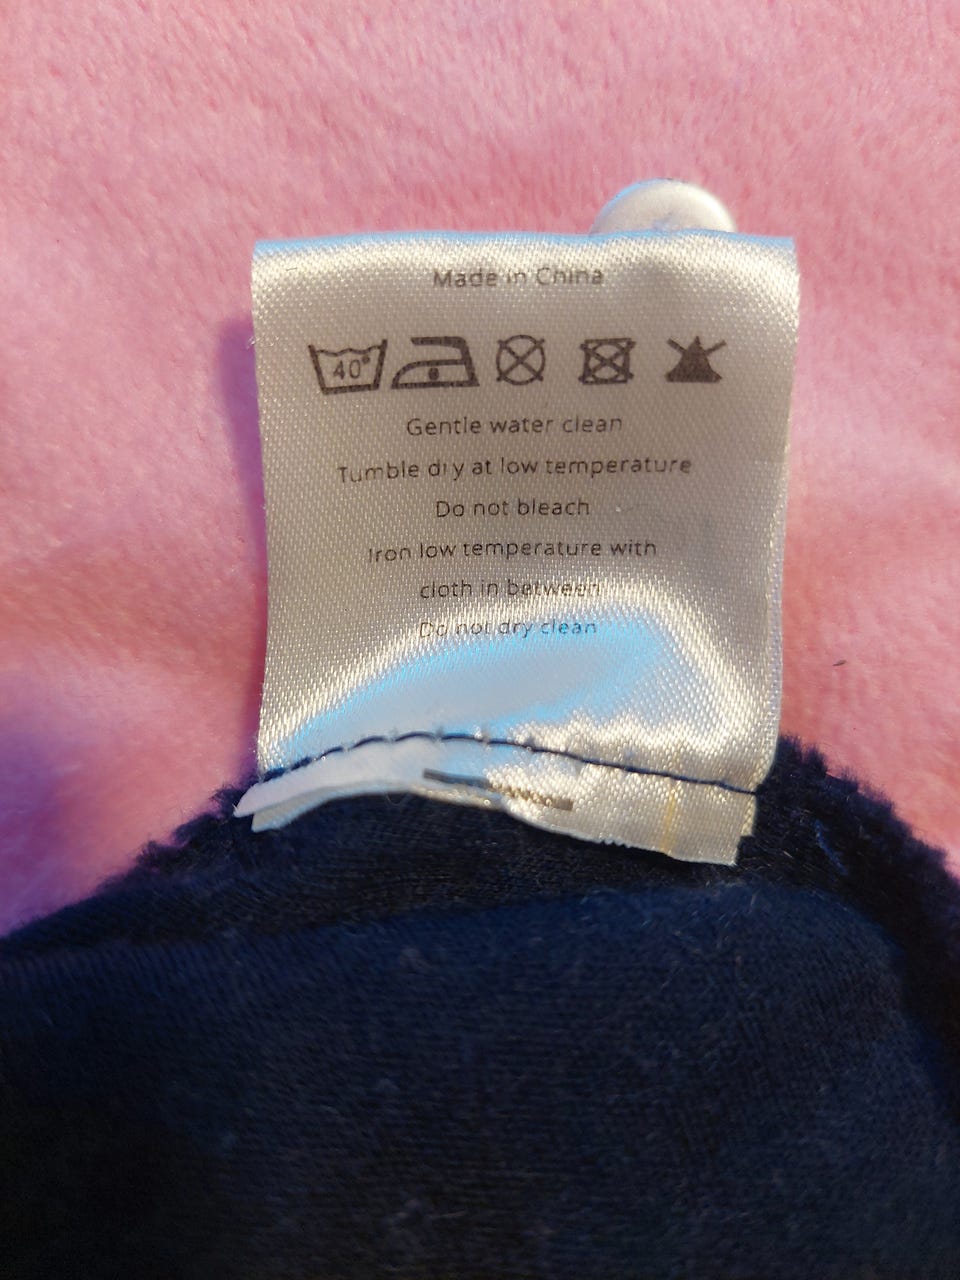 Made in China
40°
Gentle water clean
Tumble dry at low temperature
Do not bleach
Iron low temperature with
cloth in between
Do not dry clean